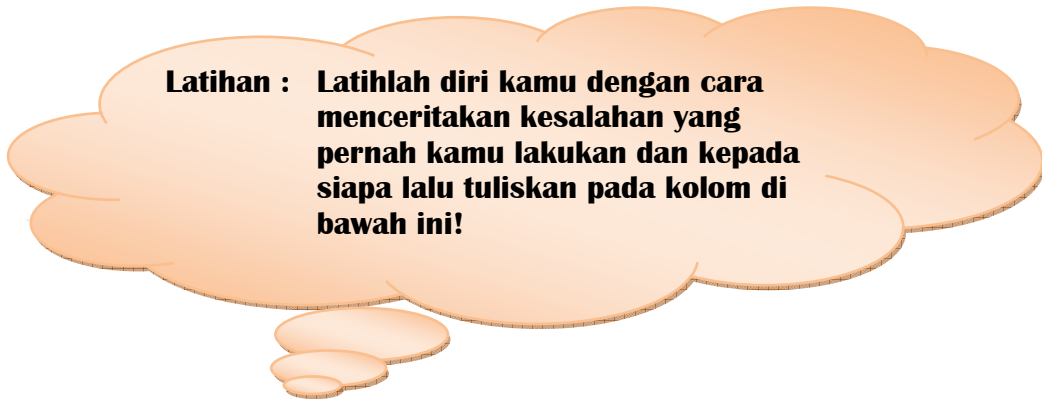 Latihan : Latihlah diri kamu dengan cara
menceritakan kesalahan yang
pernah kamu lakukan dan kepada
siapa lalu tuliskan pada kolom di
bawah ini!